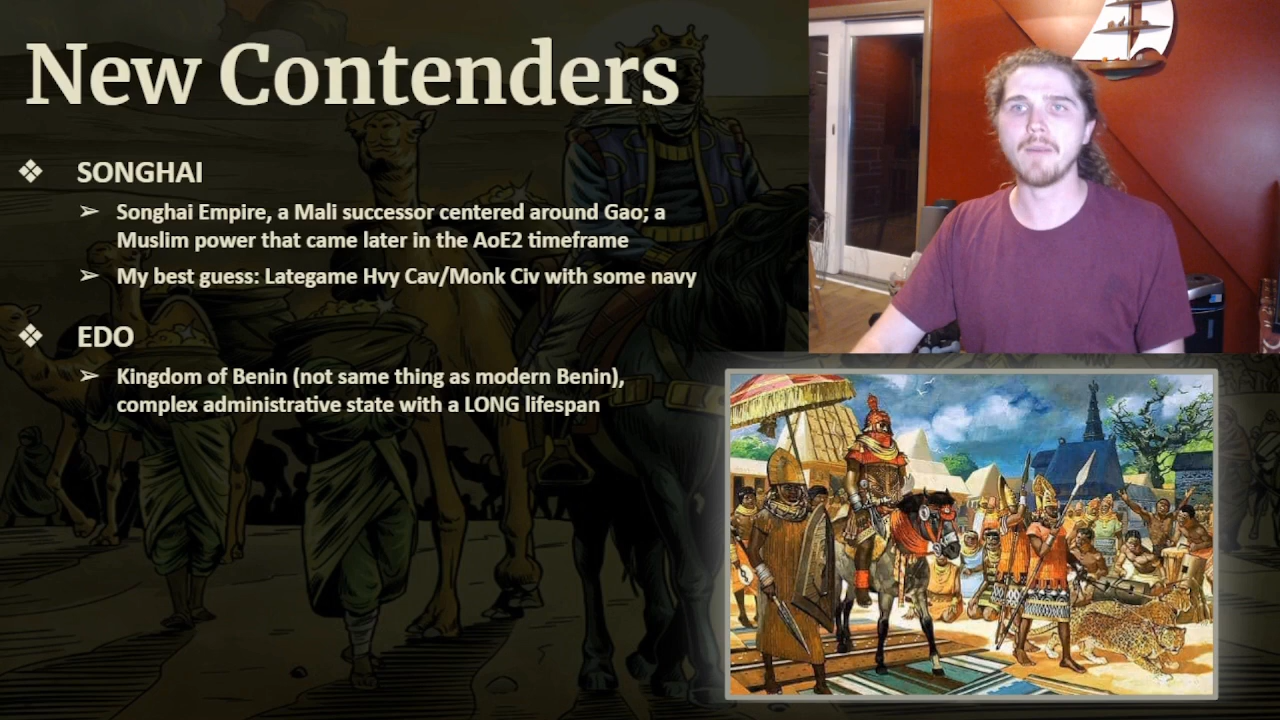 New Contenders
❖ SONGHAI
➢ Songhai Empire, a Mali successor centered around Gao; a
Muslim power that came later in the AoE2 timeframe
➢ My best guess: Lategame Hvy Cav/Monk Civ with some navy
❖ EDO
➢ Kingdom of Benin (not same thing as modern Benin),
complex administrative state with a LONG lifespan